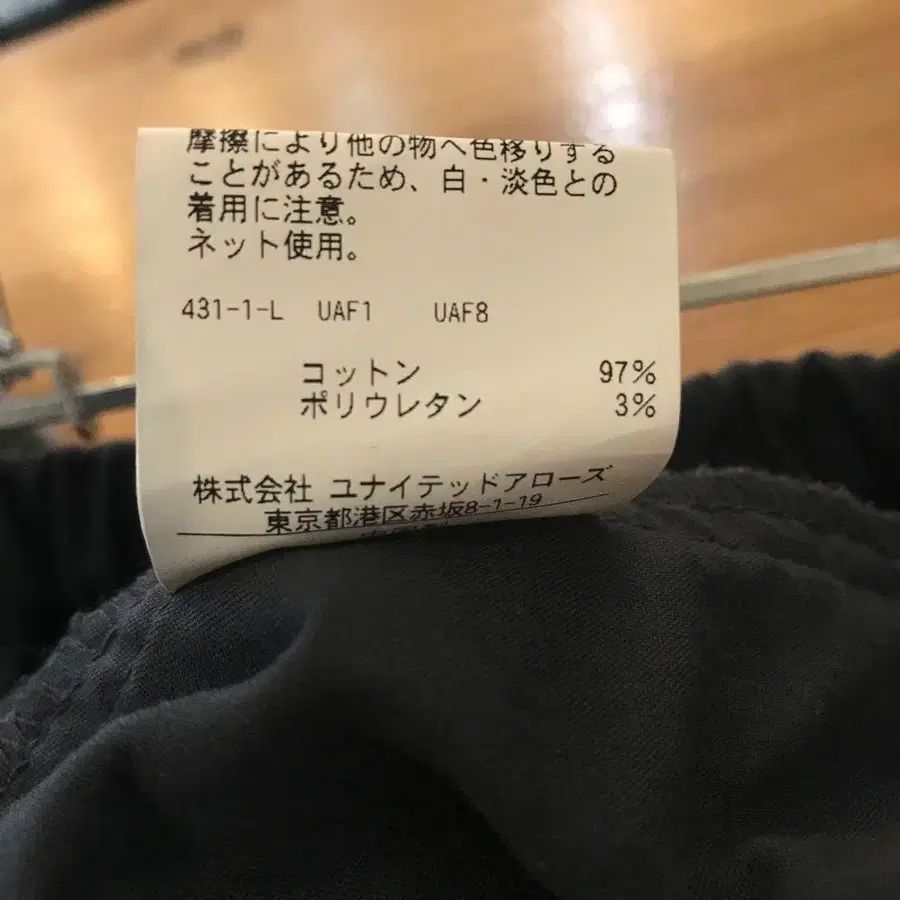 摩擦により他の物へ色移りする
ことがあるため、白・淡色との
着用に注意。
ネット使用。
431-1-L UAF1 UAF8
コットン 97%
ポリウレタン 3%
株式会社 ユナイテッドアローズ
東京都港区赤坂8-1-19